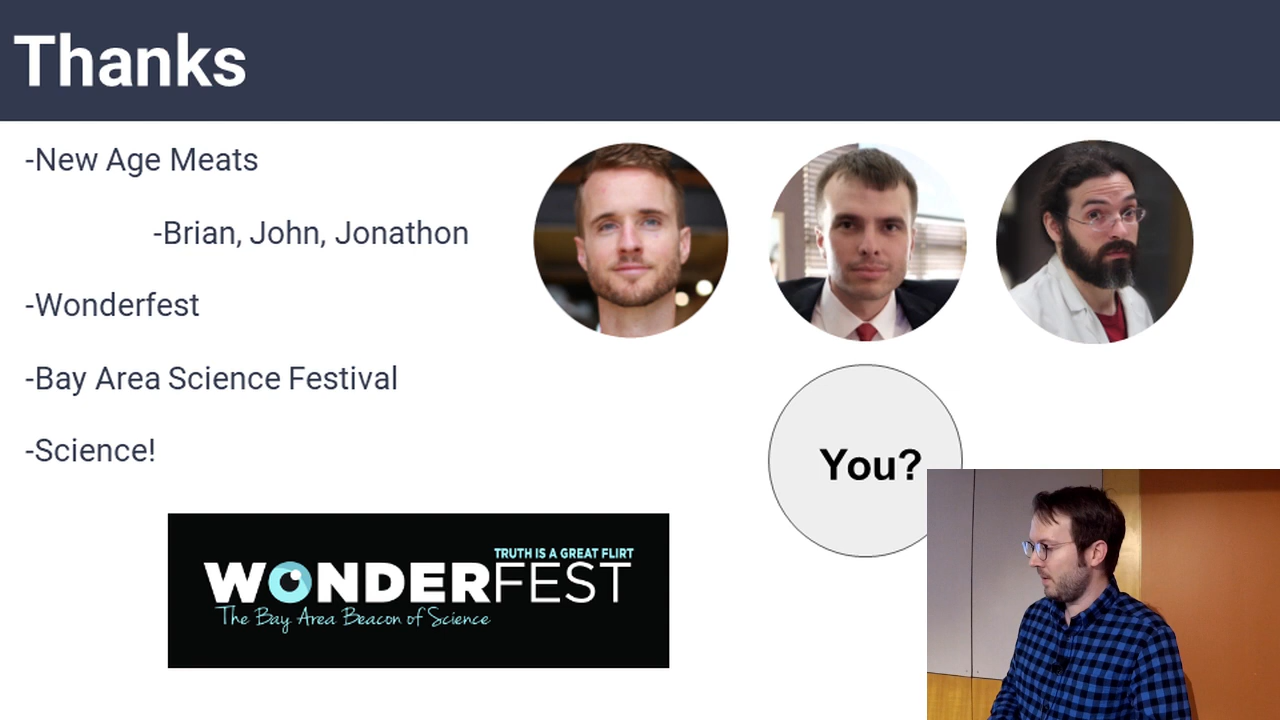 Thanks
-New Age Meats
-Brian, John, Jonathon
-Wonderfest
-Bay Area Science Festival
-Science!
You?
TRUTH IS A GREAT FLIRT
WONDERFEST
The Bay Area Beacon of Science